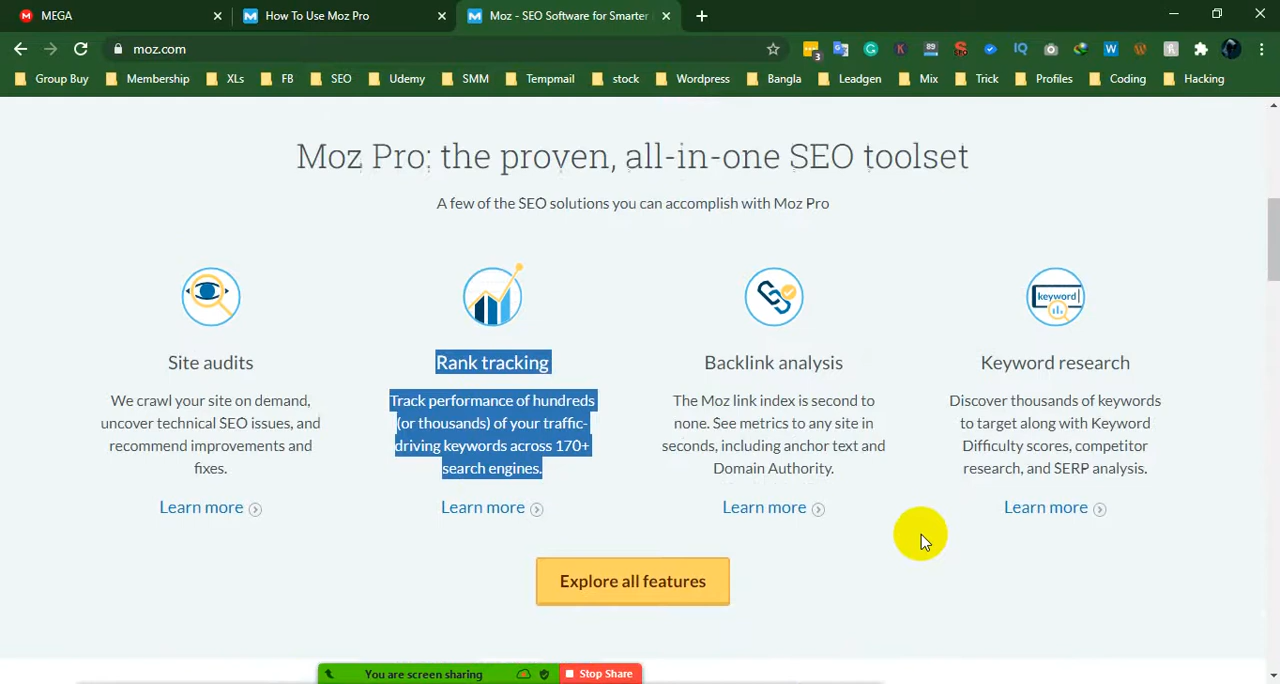 MEGA
How To Use Moz Pro
Moz - SEO Software for Smarter
moz.com
3
89
IQ
W
Group Buy
Membership
XLs
FB
SEO
Udemy
SMM
Tempmail
stock
Wordpress
Bangla
Leadgen
Mix
Trick
Profiles
Coding
Hacking
Moz Pro: the proven, all-in-one SEO toolset
A few of the SEO solutions you can accomplish with Moz Pro
keyword
Site audits
We crawl your site on demand,
uncover technical SEO issues, and
recommend improvements and
fixes.
Learn more
Rank tracking
Track performance of hundreds
(or thousands) of your traffic-
driving keywords across 170+
search engines.
Learn more
Backlink analysis
The Moz link index is second to
none. See metrics to any site in
seconds, including anchor text and
Domain Authority.
Learn more
Keyword research
Discover thousands of keywords
to target along with Keyword
Difficulty scores, competitor
research, and SERP analysis.
Learn more
Explore all features
You are screen sharing
Stop Share